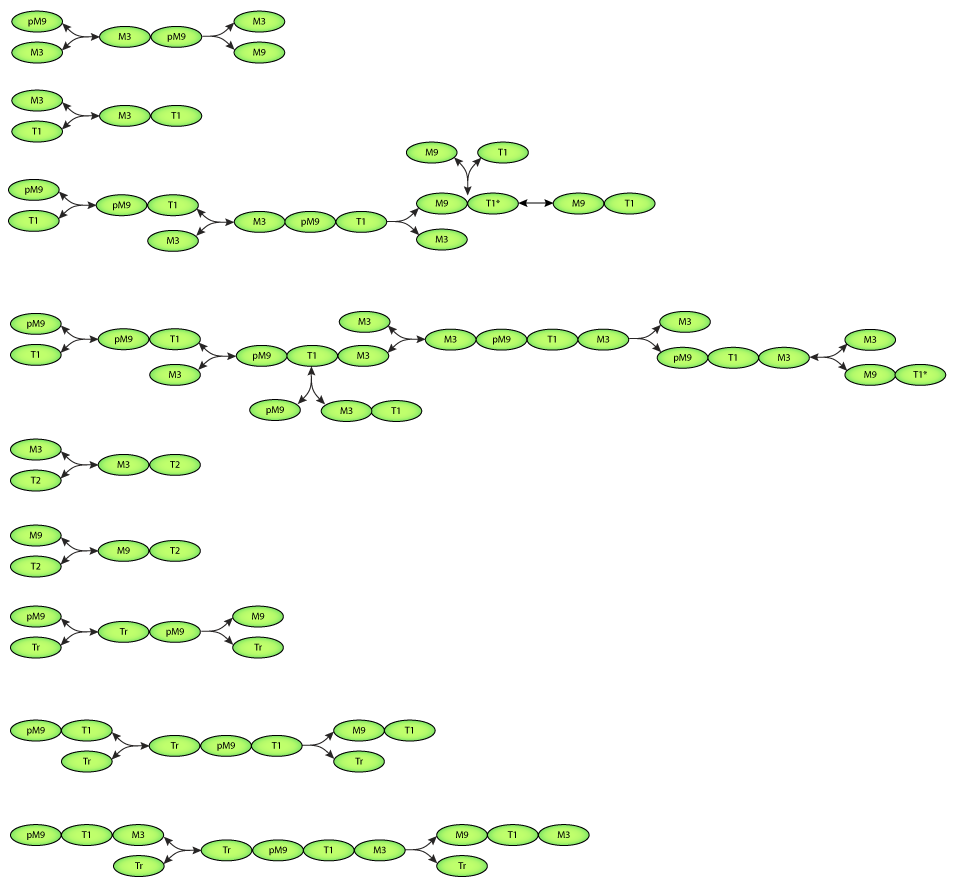 pM9 M3
M3 pM9
M3 M9
M3
M3 T1
T1
M9 T1
pM9
pM9 T1 M9 T1* M9 T1
T1 M3 pM9 T1
M3 M3
pM9 M3 M3
pM9 T1 M3 pM9 T1 M3 M3
T1 pM9 T1 M3 pM9 T1 M3
M3 M9 T1*
pM9 M3 T1
M3
M3 T2
T2
M9
M9 T2
T2
pM9 M9
Tr pM9
Tr Tr
pM9 T1 M9 T1
Tr pM9 T1
Tr Tr
pM9 T1 M3 M9 T1 M3
Tr pM9 T1 M3
Tr Tr